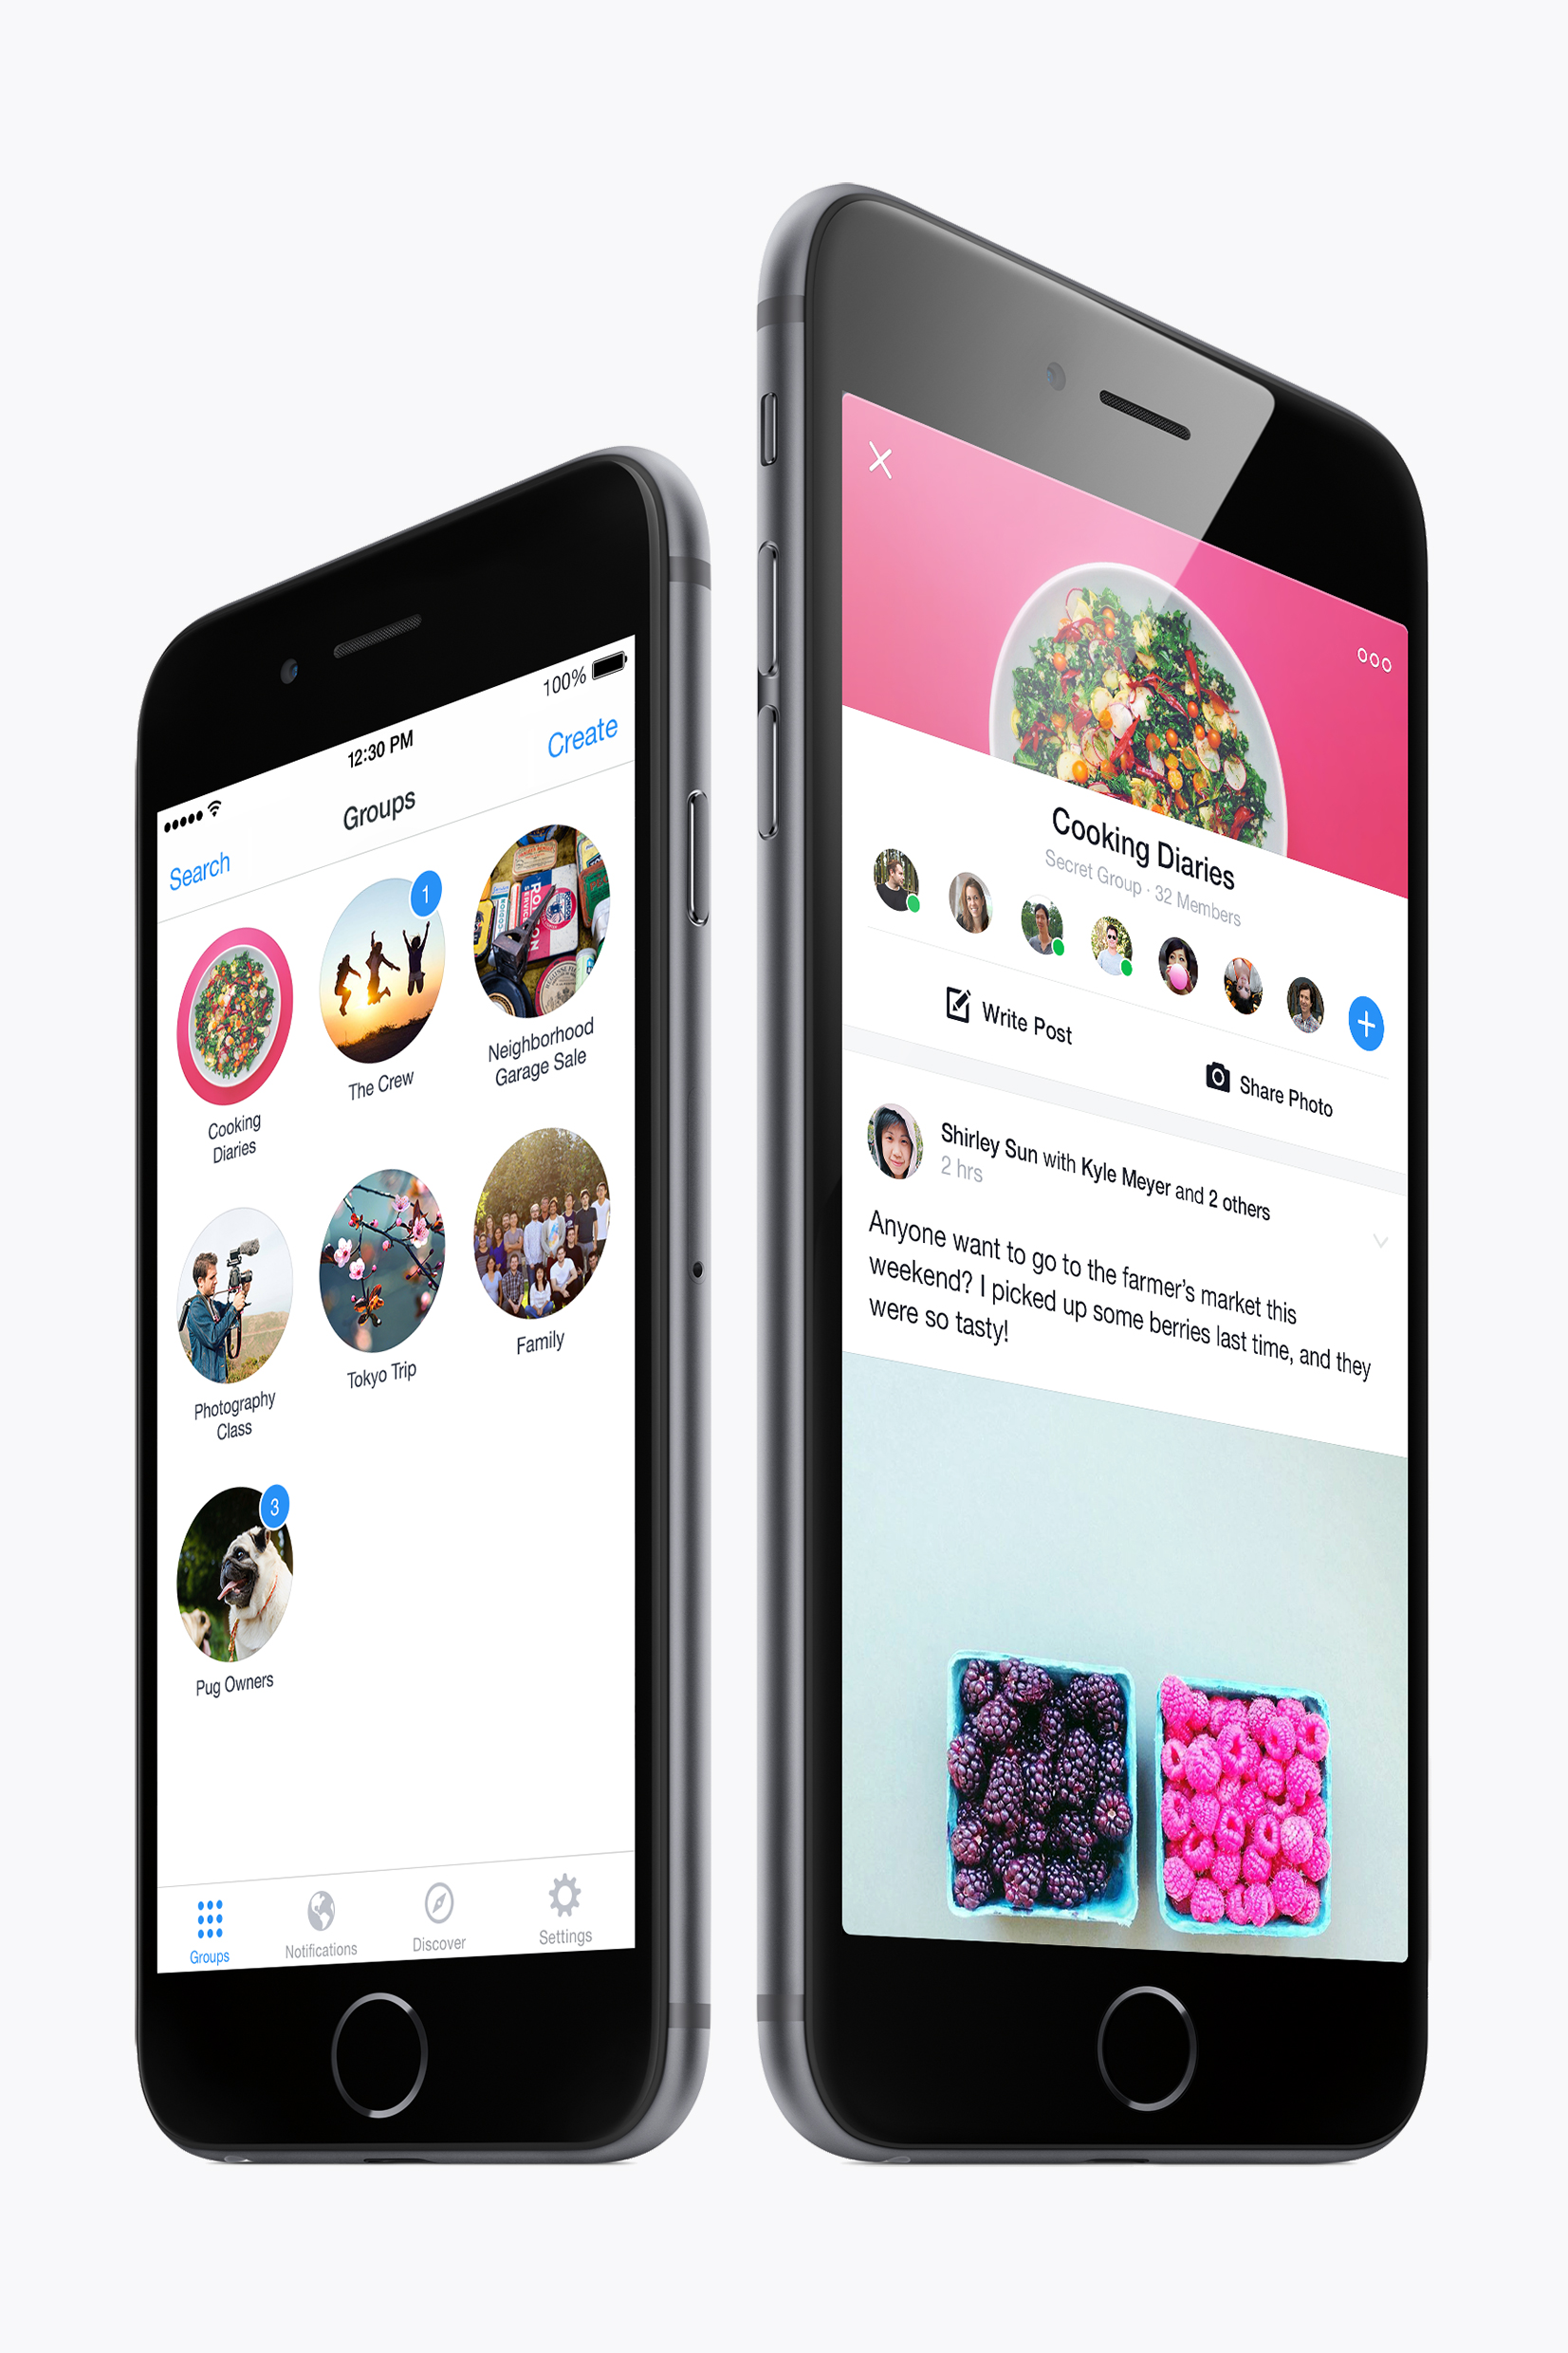 100%
12:30 PM
Create
Groups
Search
1
Neighborhood
Garage Sale
The Crew
Cooking
Diaries
Family
Tokyo Trip
Photography
Class
3
Pug Owners
Groups
Notifications
Discover
Settings
Cooking Diaries
Secret Group · 32 Members
Write Post
Share Photo
Shirley Sun with Kyle Meyer and 2 others
2 hrs
Anyone want to go to the farmer’s market this
weekend? I picked up some berries last time, and they
were so tasty!